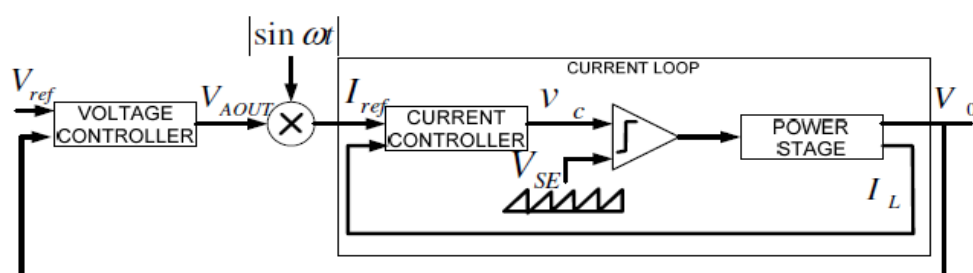 |sin ωt|
CURRENT LOOP
V_ref
VOLTAGE
CONTROLLER
V_AOUT
I_ref
CURRENT
CONTROLLER
v_c
V_SE
POWER
STAGE
V_0
I_L